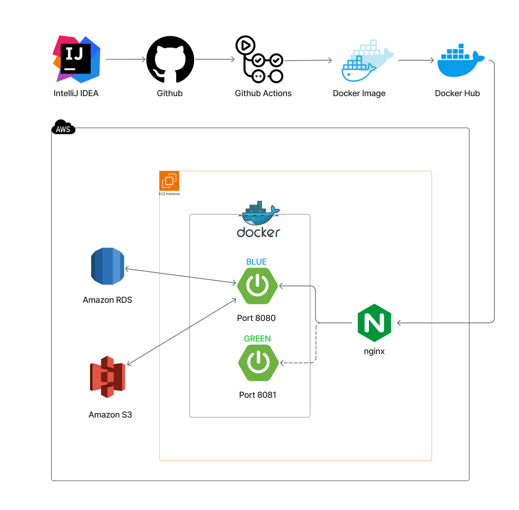 IJ
IntelliJ IDEA
Github
Github Actions
Docker Image
Docker Hub
AWS
EC2 Instance
docker
BLUE
Amazon RDS
Port 8080
N
nginx
GREEN
Amazon S3
Port 8081